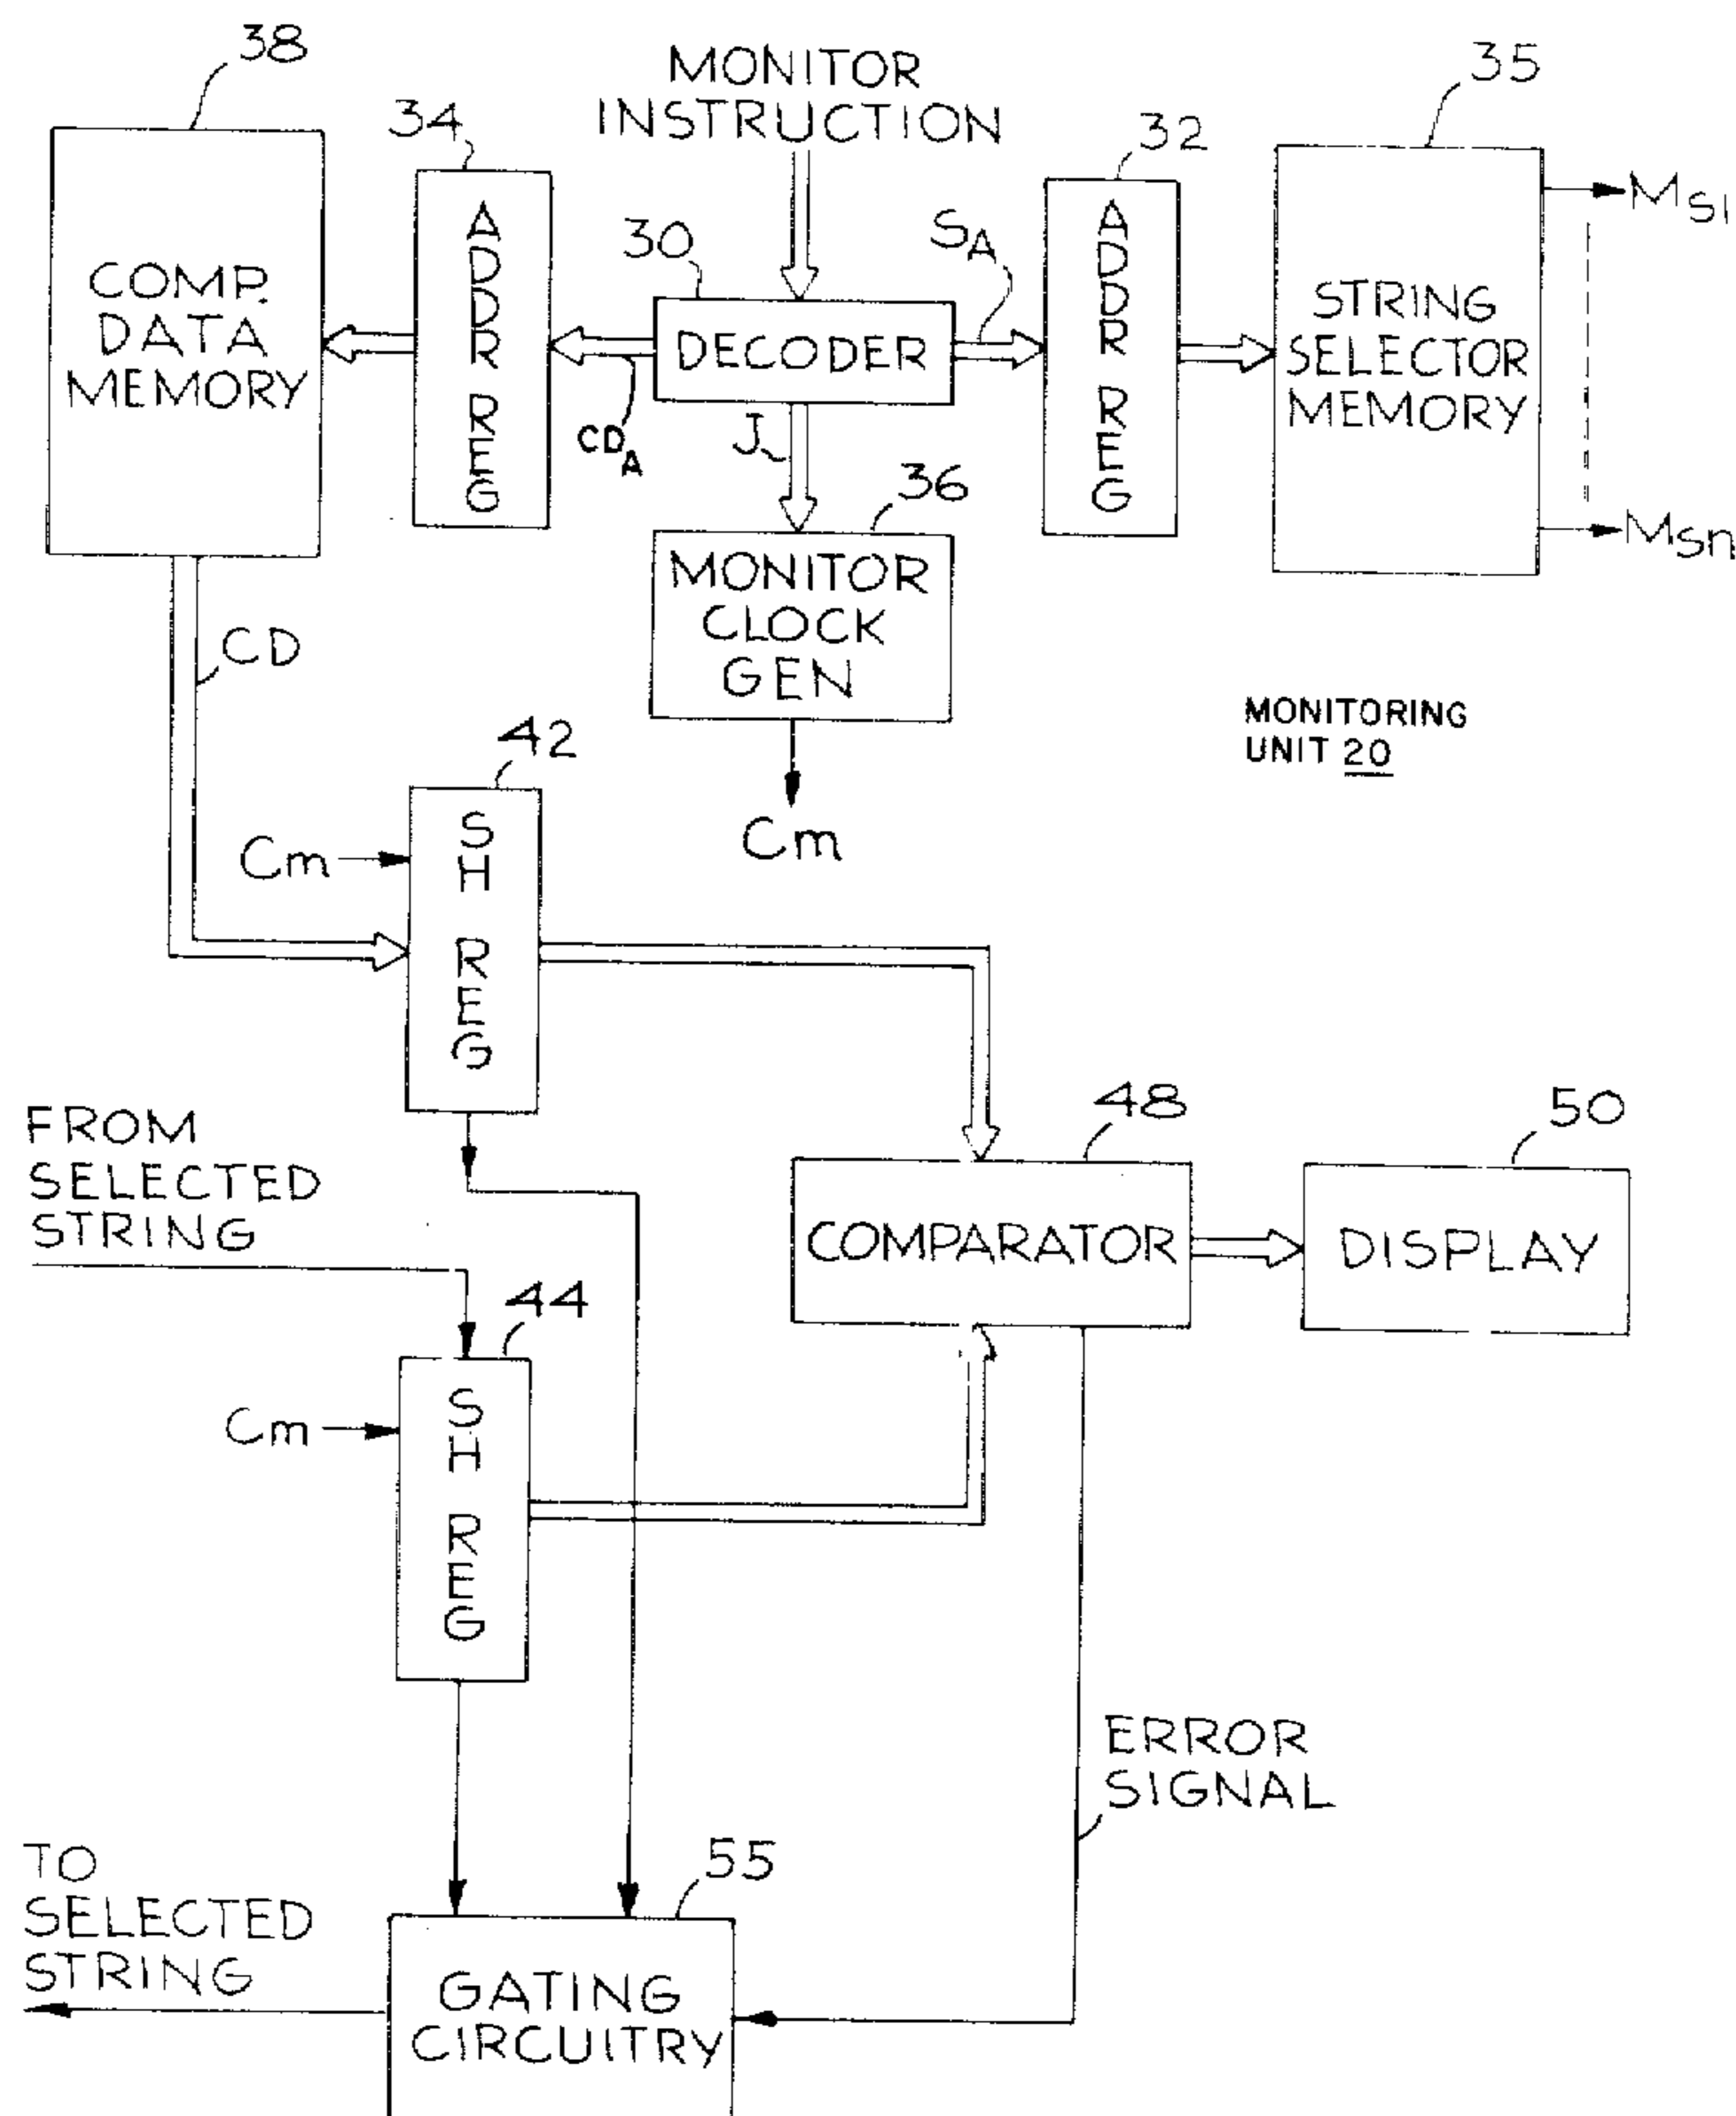 38
MONITOR
INSTRUCTION
35
34
32
COMP.
DATA
MEMORY
ADDR REG
30
DECODER
SA
ADDR REG
STRING
SELECTOR
MEMORY
MS1
MSn
CDA
J
36
MONITOR
CLOCK
GEN
Cm
CD
MONITORING
UNIT 20
42
Cm
SH REG
FROM
SELECTED
STRING
48
50
COMPARATOR
DISPLAY
44
Cm
SH REG
ERROR
SIGNAL
TO
SELECTED
STRING
55
GATING
CIRCUITRY